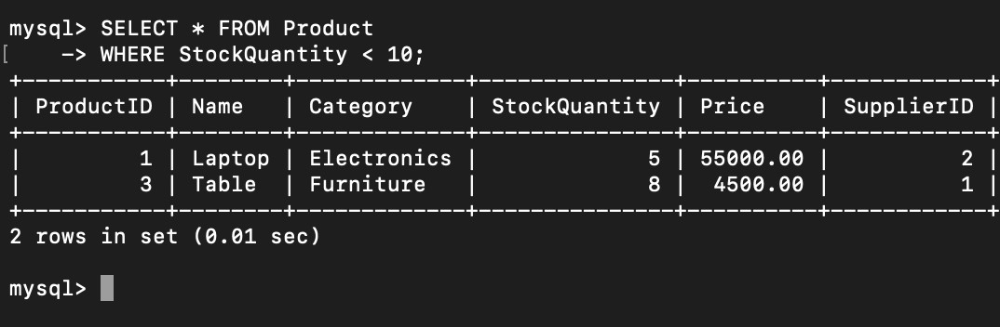 mysql> SELECT * FROM Product
[    -> WHERE StockQuantity < 10;
+-----------+--------+-------------+---------------+----------+------------+
| ProductID | Name   | Category    | StockQuantity | Price    | SupplierID |
+-----------+--------+-------------+---------------+----------+------------+
|         1 | Laptop | Electronics |             5 | 55000.00 |          2 |
|         3 | Table  | Furniture   |             8 |  4500.00 |          1 |
+-----------+--------+-------------+---------------+----------+------------+
2 rows in set (0.01 sec)
mysql>